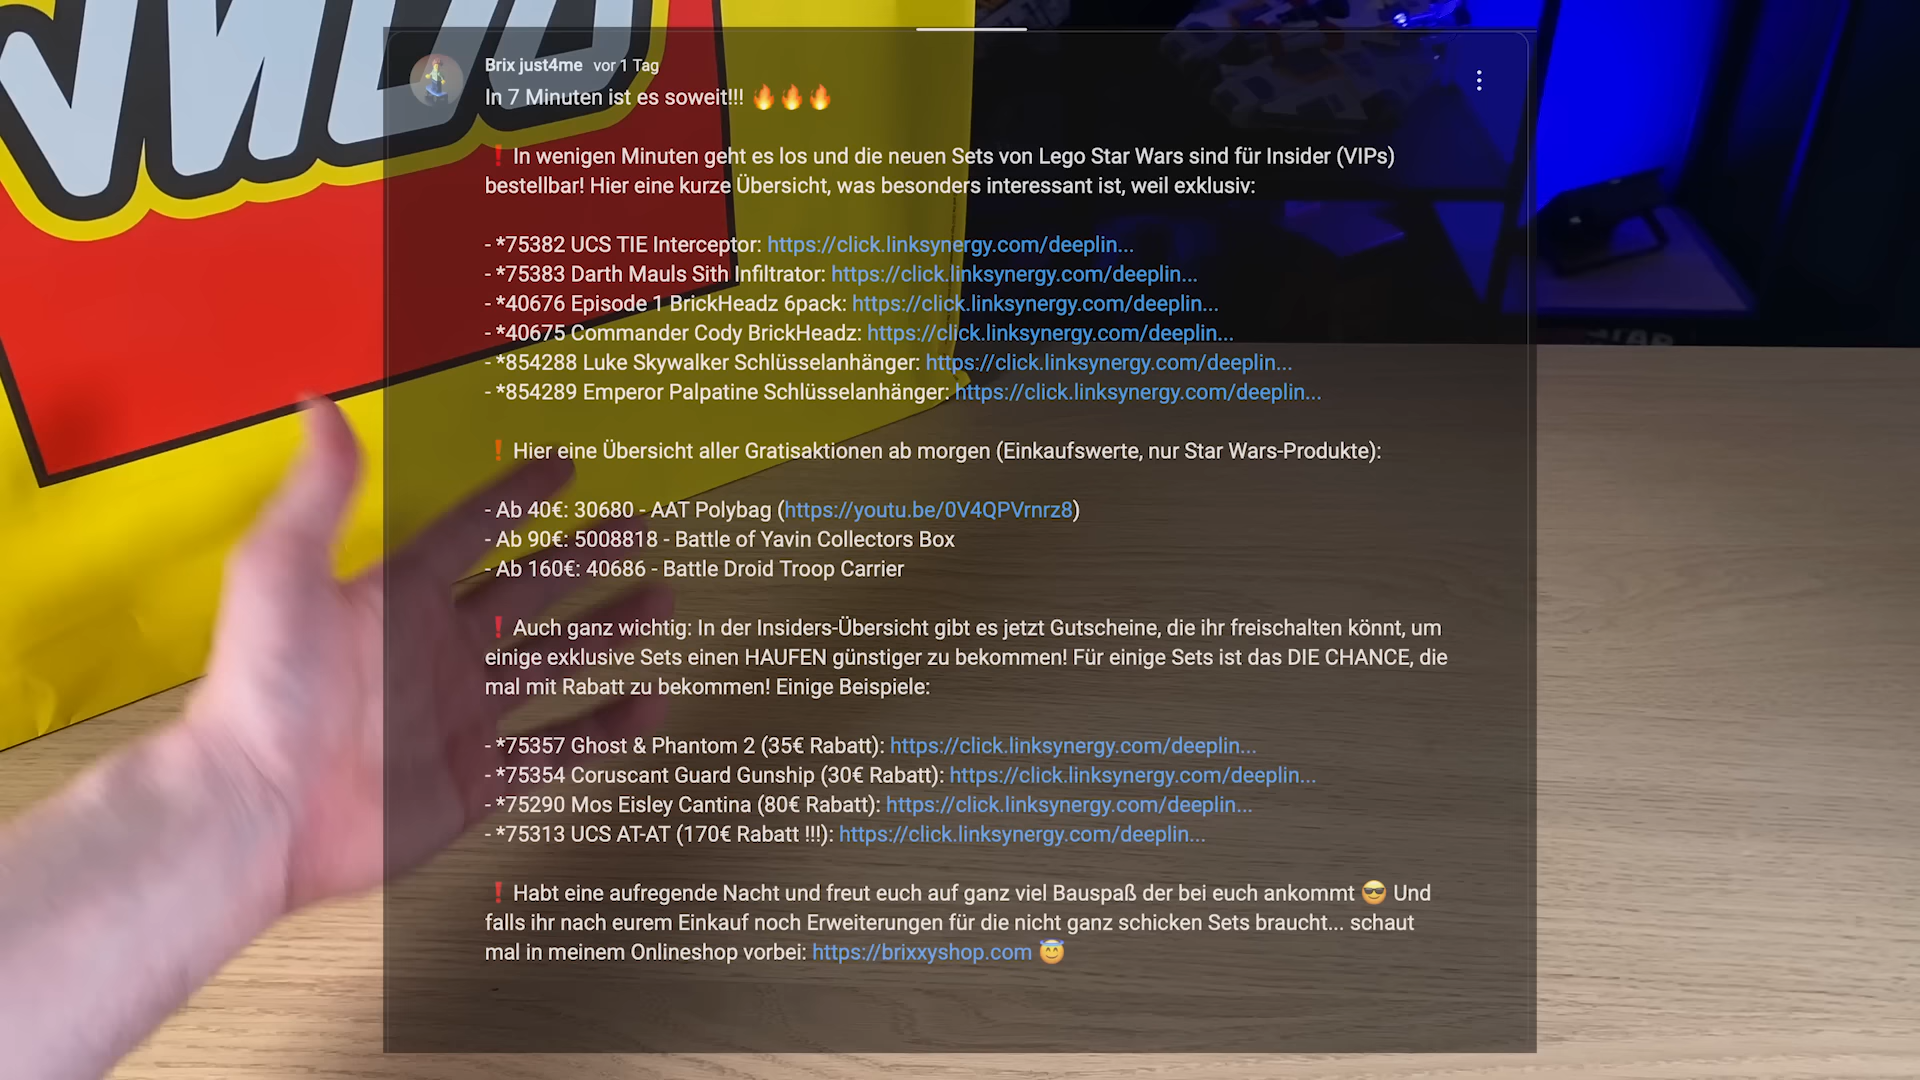 Brix just4me vor 1 Tag
In 7 Minuten ist es soweit!!! 🔥🔥🔥
❗ In wenigen Minuten geht es los und die neuen Sets von Lego Star Wars sind für Insider (VIPs)
bestellbar! Hier eine kurze Übersicht, was besonders interessant ist, weil exklusiv:
- *75382 UCS TIE Interceptor: https://click.linksynergy.com/deeplin...
- *75383 Darth Mauls Sith Infiltrator: https://click.linksynergy.com/deeplin...
- *40676 Episode 1 BrickHeadz 6pack: https://click.linksynergy.com/deeplin...
- *40675 Commander Cody BrickHeadz: https://click.linksynergy.com/deeplin...
- *854288 Luke Skywalker Schlüsselanhänger: https://click.linksynergy.com/deeplin...
- *854289 Emperor Palpatine Schlüsselanhänger: https://click.linksynergy.com/deeplin...
❗ Hier eine Übersicht aller Gratisaktionen ab morgen (Einkaufswerte, nur Star Wars-Produkte):
- Ab 40€: 30680 - AAT Polybag (https://youtu.be/0V4QPVrnrz8)
- Ab 90€: 5008818 - Battle of Yavin Collectors Box
- Ab 160€: 40686 - Battle Droid Troop Carrier
❗ Auch ganz wichtig: In der Insiders-Übersicht gibt es jetzt Gutscheine, die ihr freischalten könnt, um
einige exklusive Sets einen HAUFEN günstiger zu bekommen! Für einige Sets ist das DIE CHANCE, die
mal mit Rabatt zu bekommen! Einige Beispiele:
- *75357 Ghost & Phantom 2 (35€ Rabatt): https://click.linksynergy.com/deeplin...
- *75354 Coruscant Guard Gunship (30€ Rabatt): https://click.linksynergy.com/deeplin...
- *75290 Mos Eisley Cantina (80€ Rabatt): https://click.linksynergy.com/deeplin...
- *75313 UCS AT-AT (170€ Rabatt !!!): https://click.linksynergy.com/deeplin...
❗ Habt eine aufregende Nacht und freut euch auf ganz viel Bauspaß der bei euch ankommt 😎 Und
falls ihr nach eurem Einkauf noch Erweiterungen für die nicht ganz schicken Sets braucht... schaut
mal in meinem Onlineshop vorbei: https://brixxyshop.com 😇